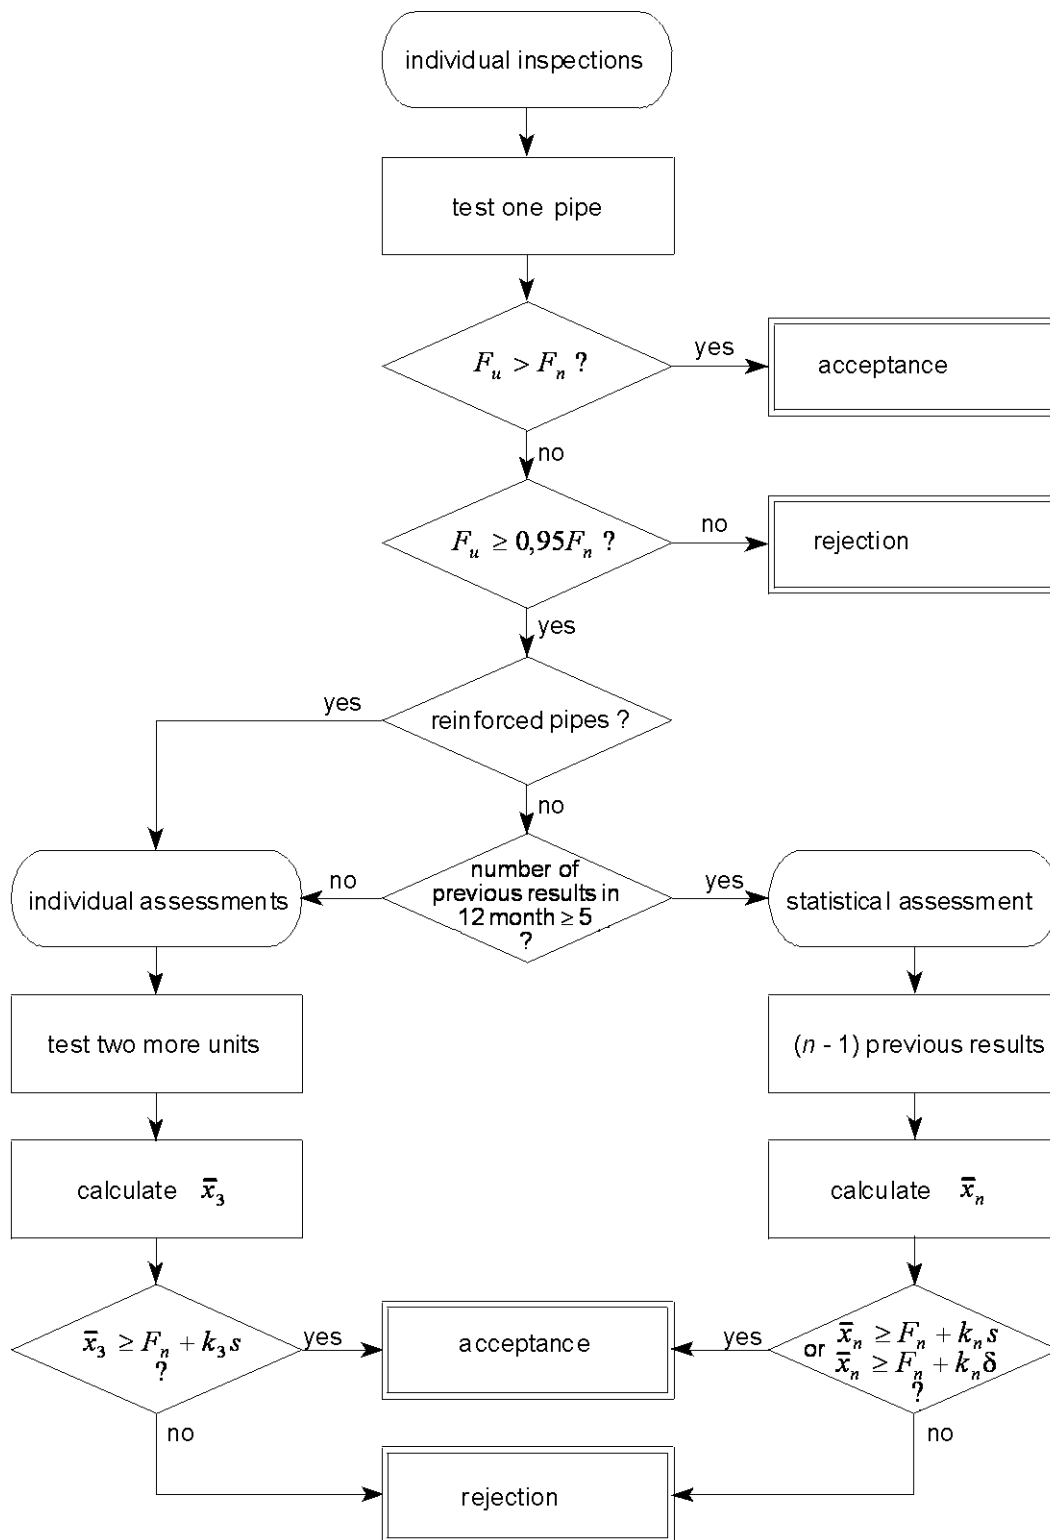 individual inspections
test one pipe
F_u > F_n ?
yes
acceptance
no
F_u ≥ 0,95F_n ?
no
rejection
yes
reinforced pipes ?
yes
no
individual assessments
no
number of
previous results in
12 month ≥ 5
?
yes
statistical assessment
test two more units
(n - 1) previous results
calculate x̄_3
calculate x̄_n
x̄_3 ≥ F_n + k_3 s
?
yes
acceptance
yes
or x̄_n ≥ F_n + k_n s
x̄_n ≥ F_n + k_n δ
?
no
no
rejection